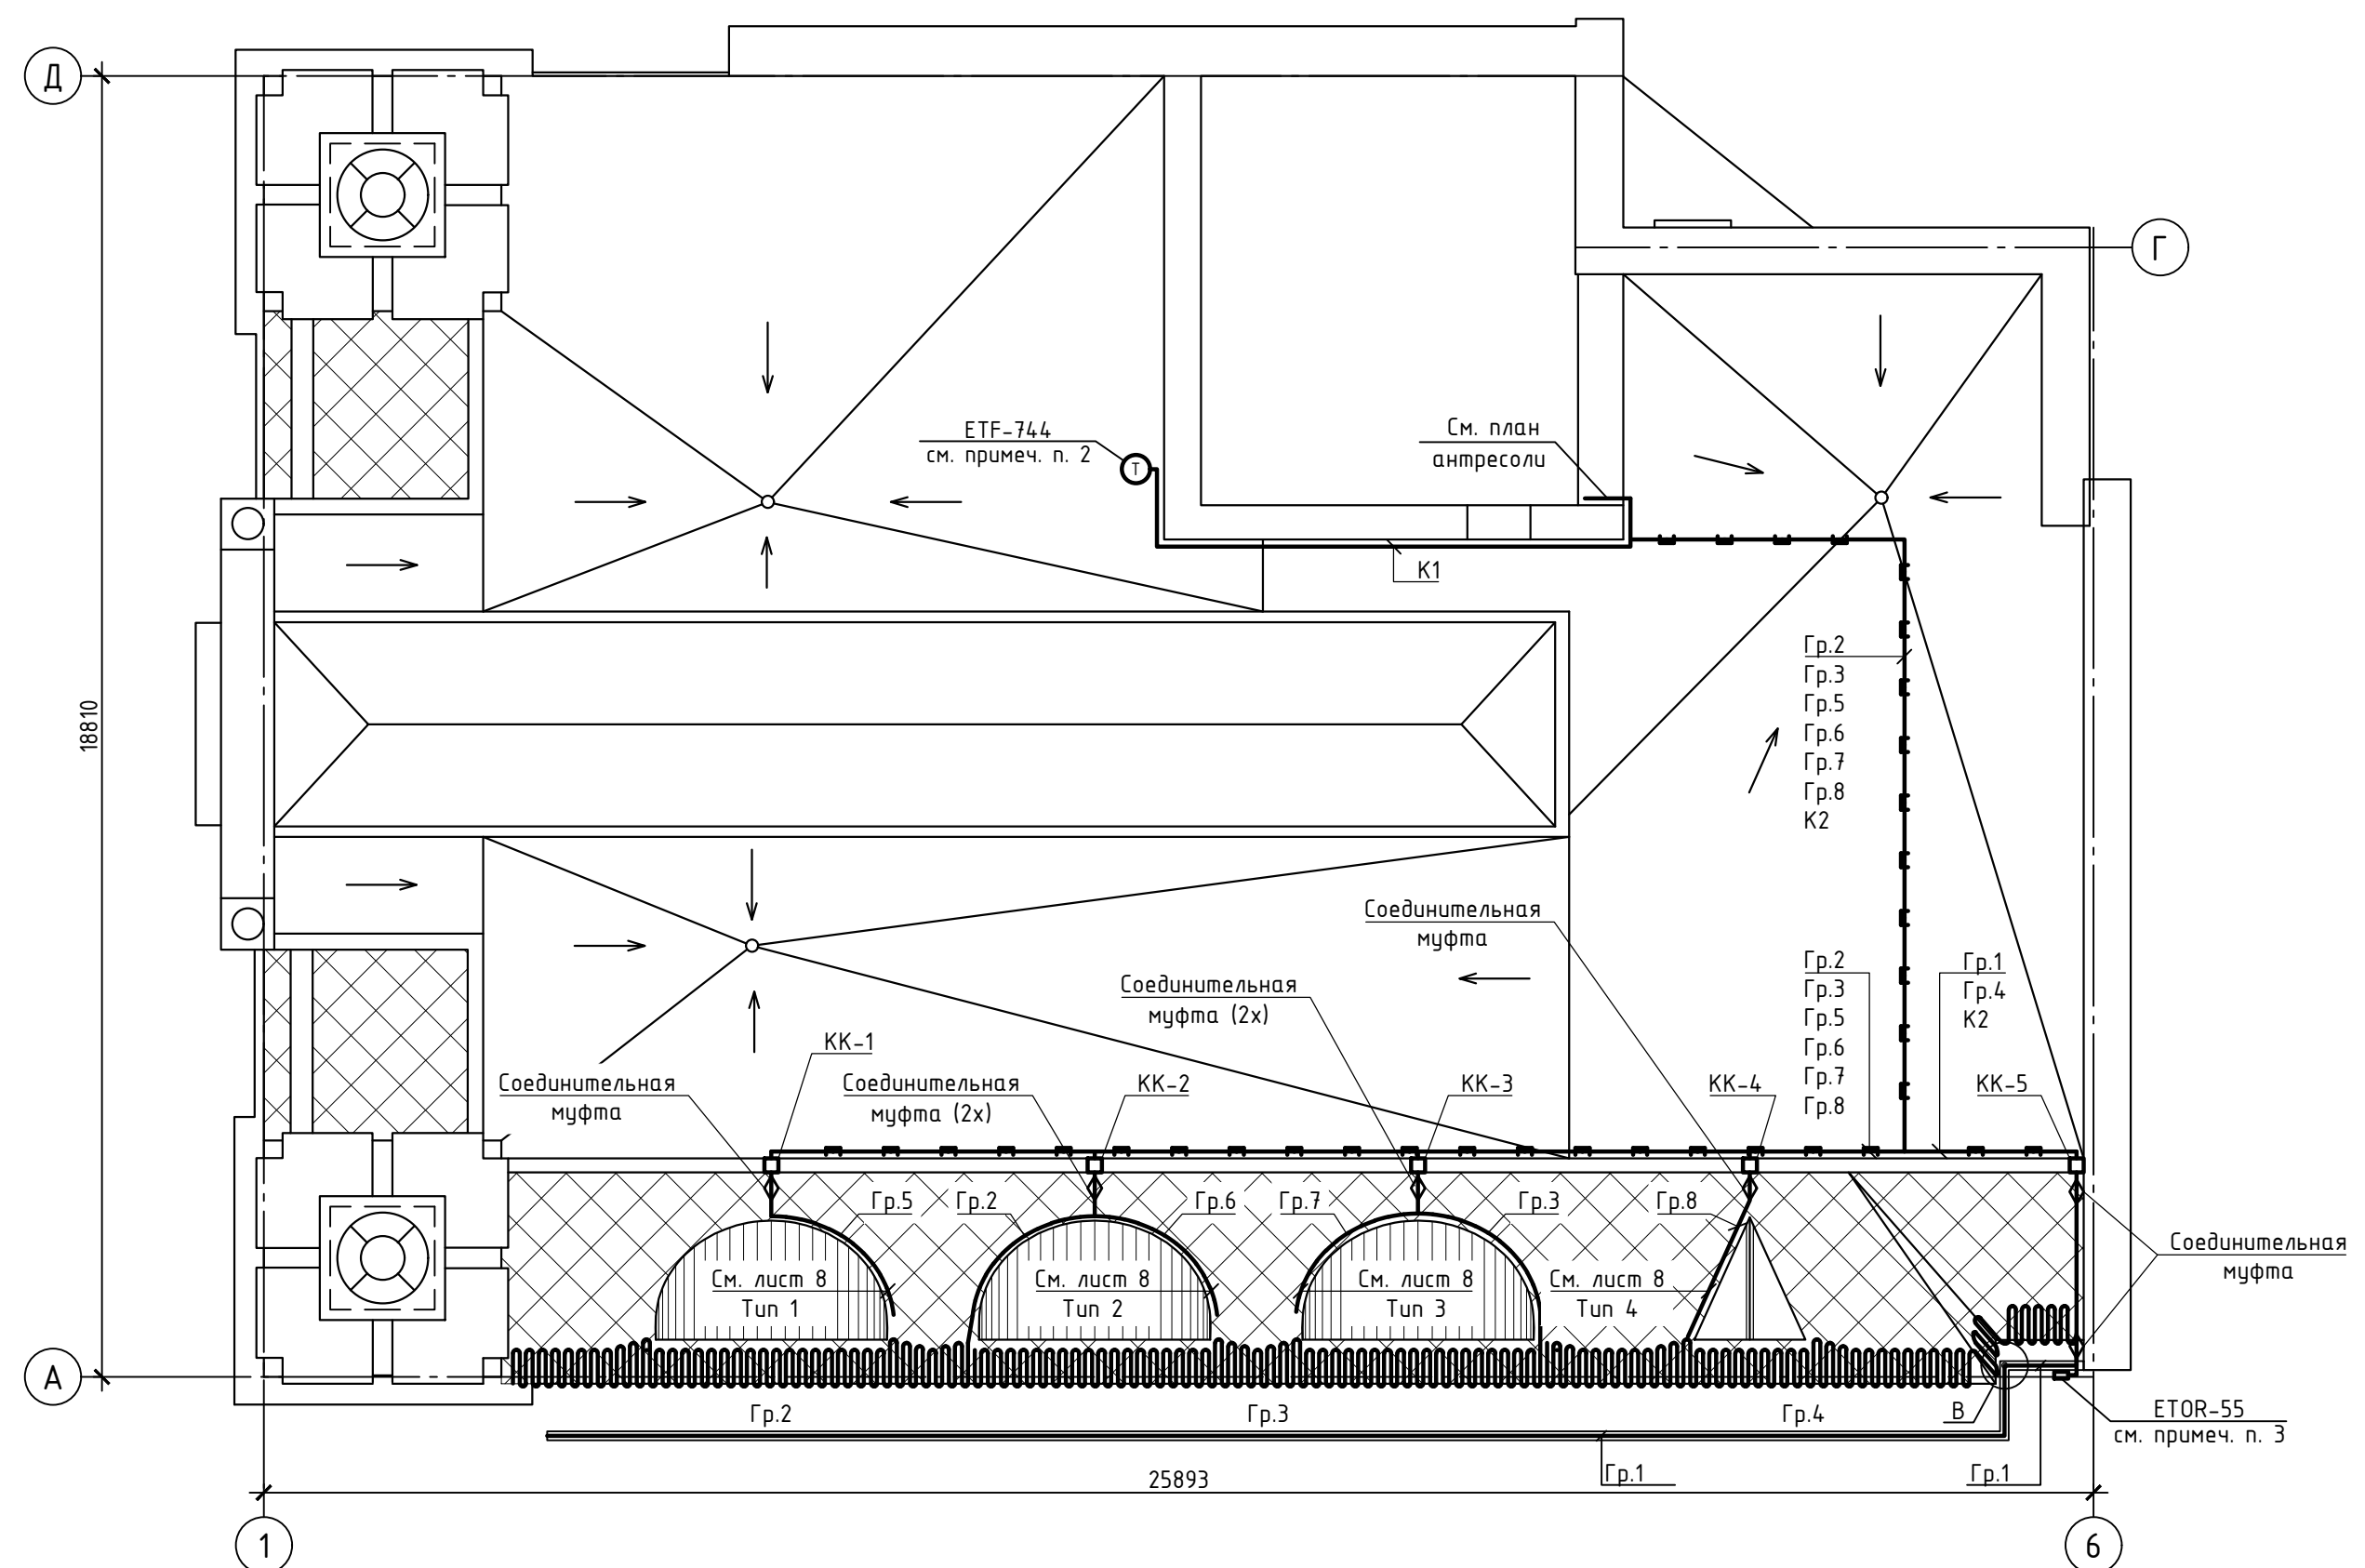 Д
Г
ETF-744
см. примеч. п. 2
См. план
антресоли
К1
Гр.2
Гр.3
Гр.5
Гр.6
Гр.7
Гр.8
К2
18810
Соединительная
муфта
Соединительная
муфта (2х)
Гр.2
Гр.3
Гр.5
Гр.6
Гр.7
Гр.8
Гр.1
Гр.4
К2
КК-1
Соединительная
муфта
Соединительная
муфта (2х)
КК-2
КК-3
КК-4
КК-5
Гр.5
Гр.2
Гр.6
Гр.7
Гр.3
Гр.8
Соединительная
муфта
См. лист 8
Тип 1
См. лист 8
Тип 2
См. лист 8
Тип 3
См. лист 8
Тип 4
А
Гр.2
Гр.3
Гр.4
В
ETOR-55
см. примеч. п. 3
Гр.1
Гр.1
25893
1
6
Т